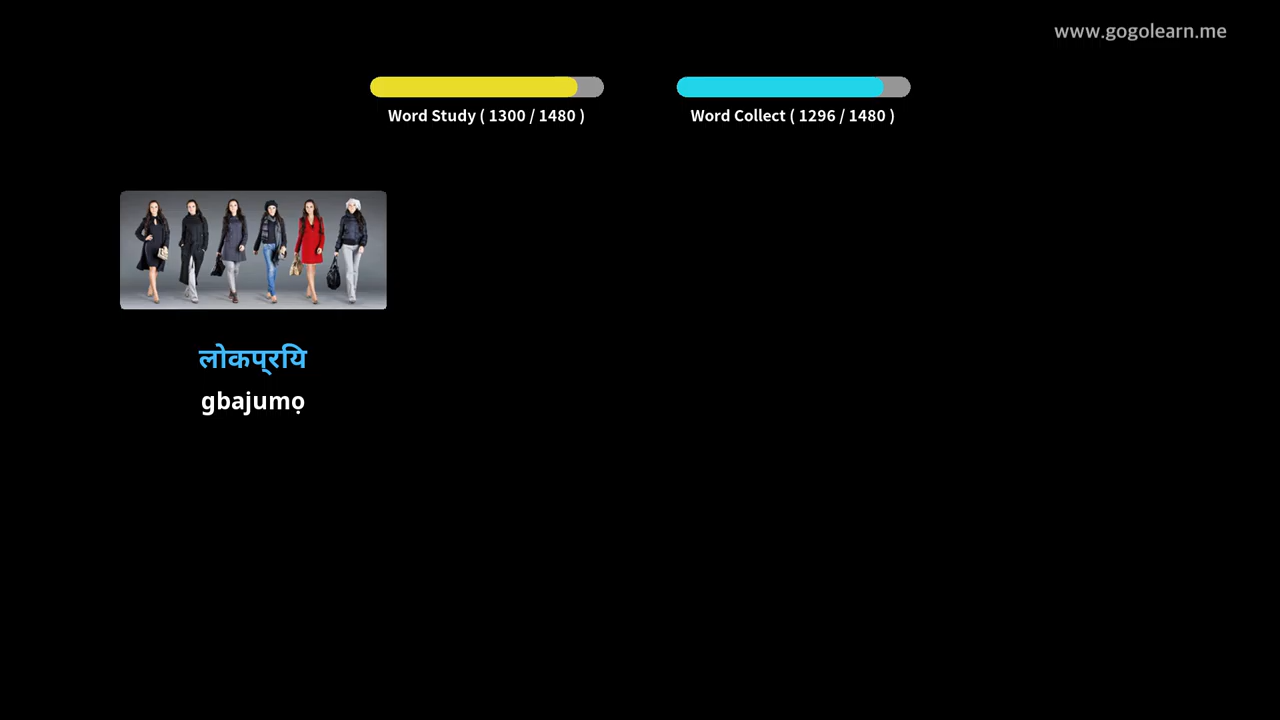 www.gogolearn.me
Word Study ( 1300 / 1480 )
Word Collect ( 1296 / 1480 )
लोकप्रिय
gbajumọ